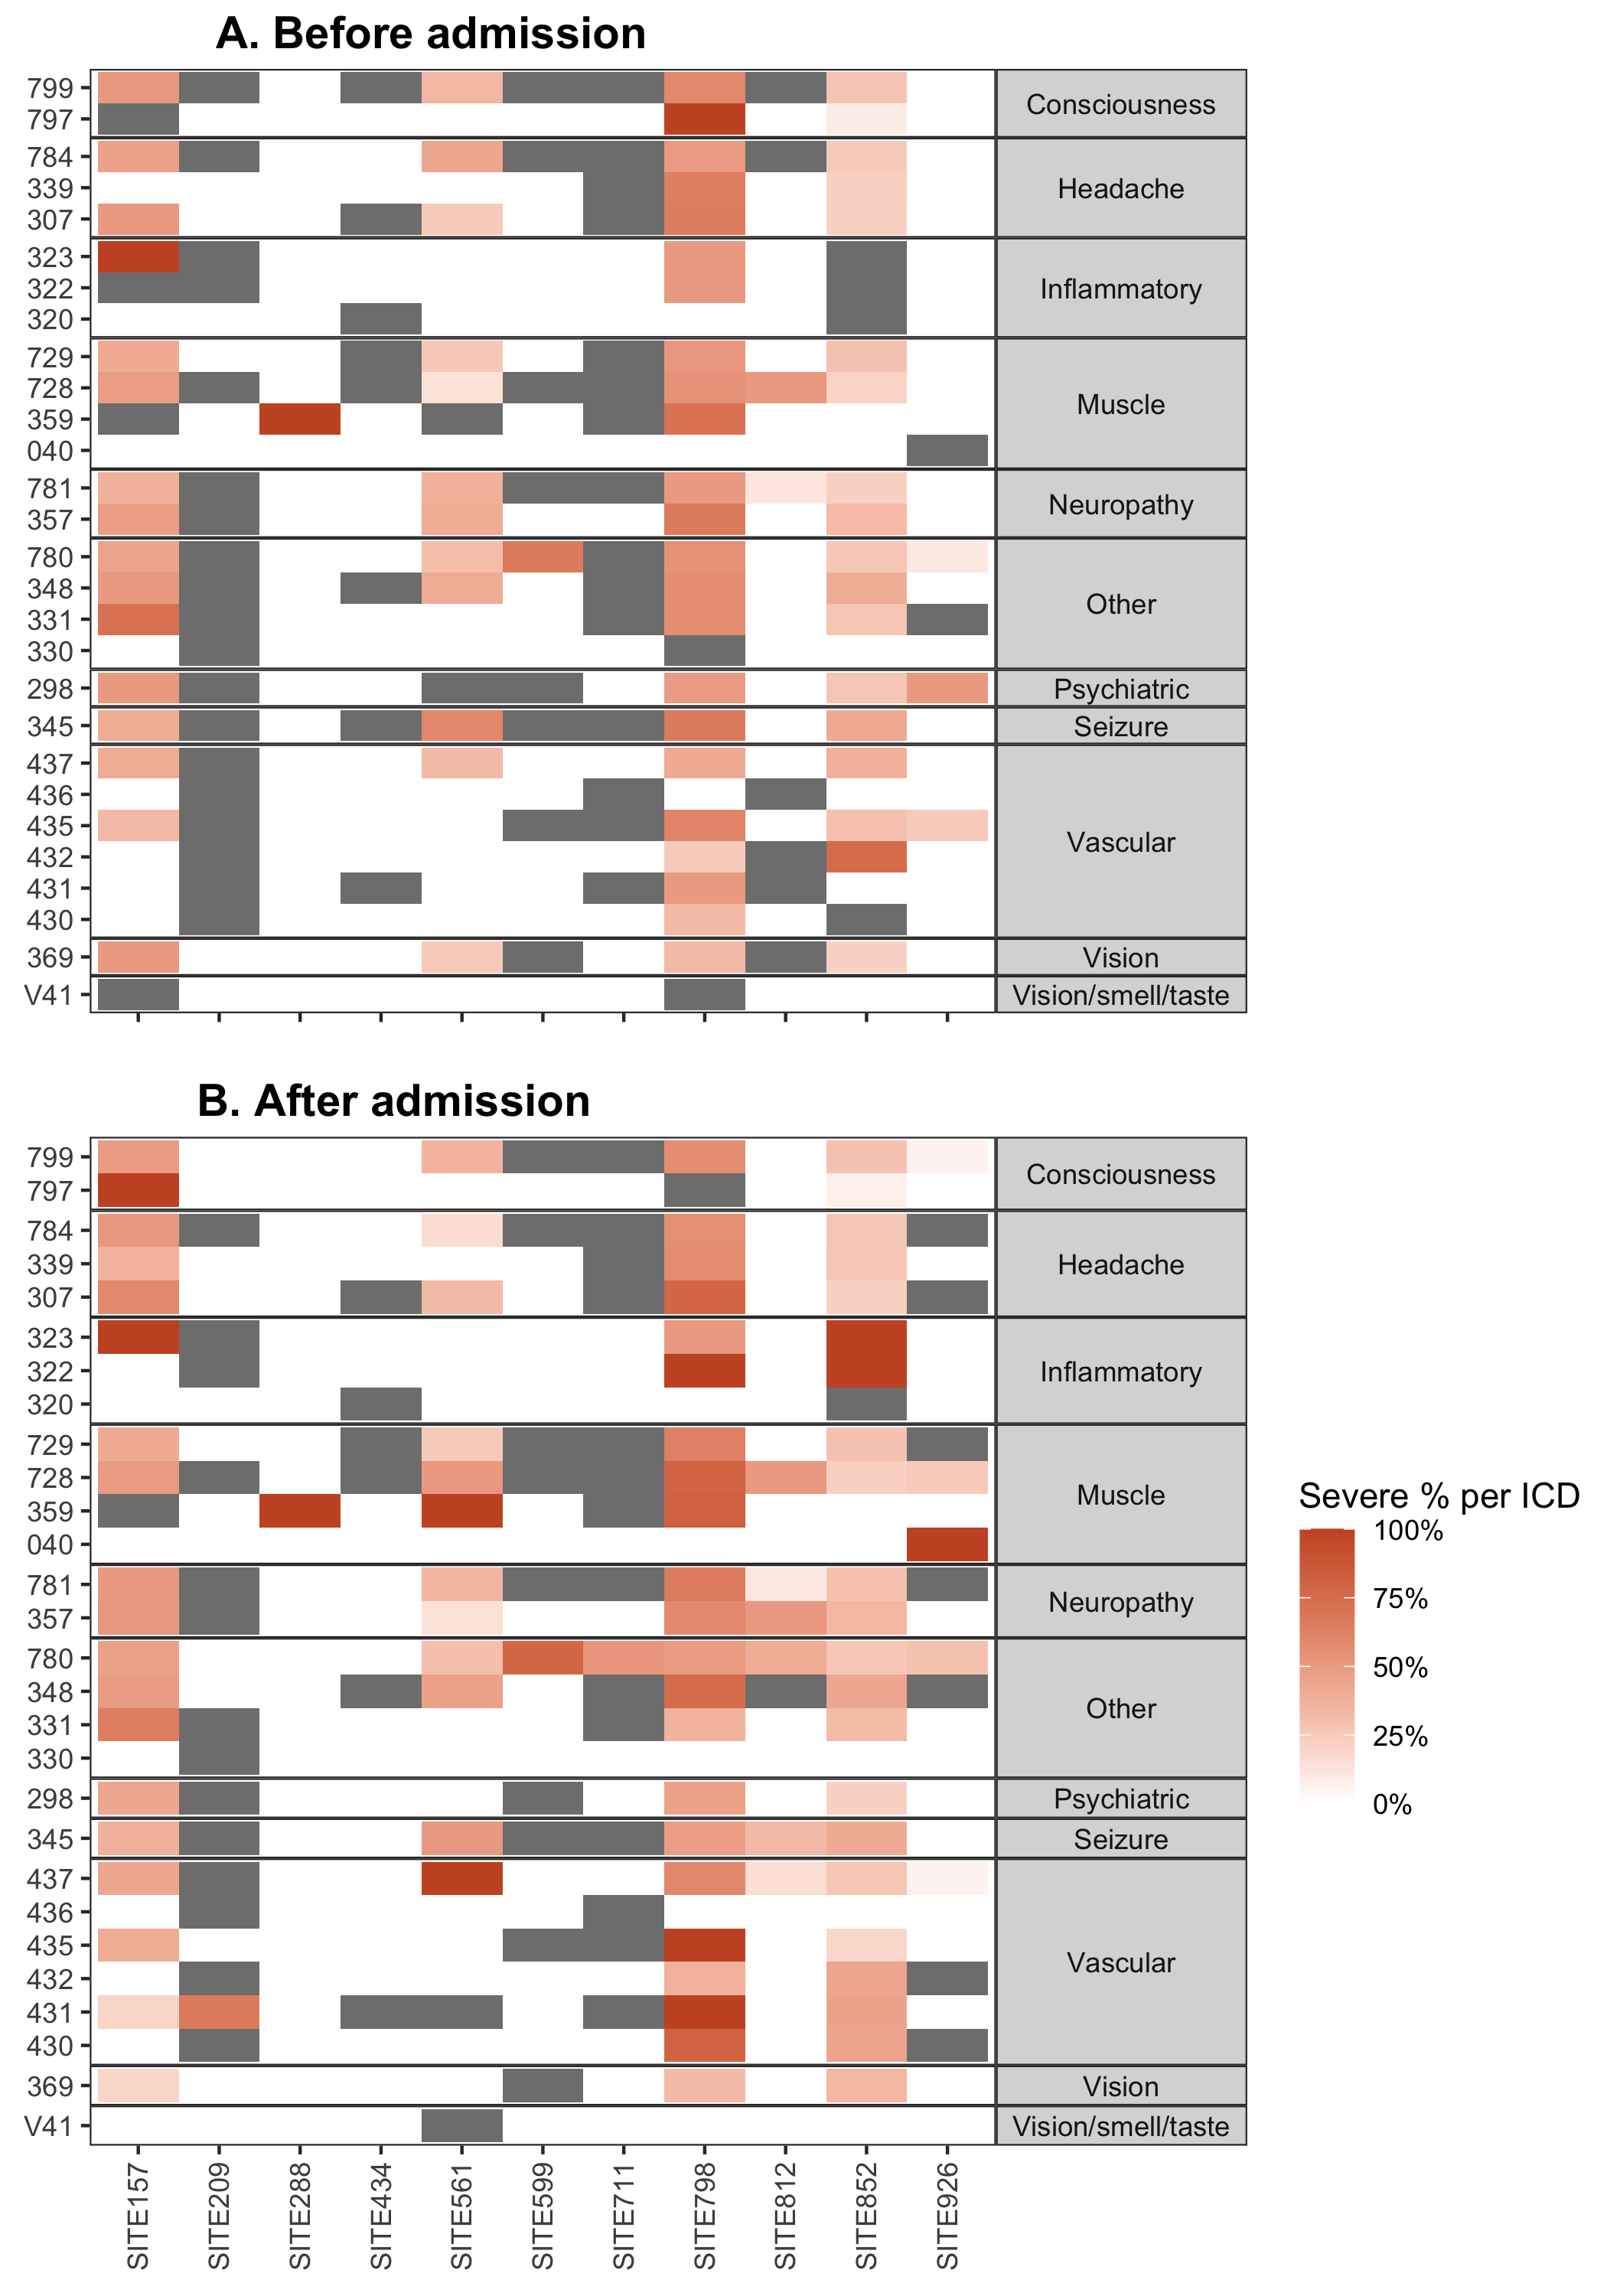 A. Before admission
799
797
Consciousness
784
339
307
Headache
323
322
320
Inflammatory
729
728
359
040
Muscle
781
357
Neuropathy
780
348
331
330
Other
298
Psychiatric
345
Seizure
437
436
435
432
431
430
Vascular
369
Vision
V41
Vision/smell/taste
B. After admission
799
797
Consciousness
784
339
307
Headache
323
322
320
Inflammatory
729
728
359
040
Muscle
781
357
Neuropathy
780
348
331
330
Other
298
Psychiatric
345
Seizure
437
436
435
432
431
430
Vascular
369
Vision
V41
Vision/smell/taste
SITE157
SITE209
SITE288
SITE434
SITE561
SITE599
SITE711
SITE798
SITE812
SITE852
SITE926
Severe % per ICD
100%
75%
50%
25%
0%